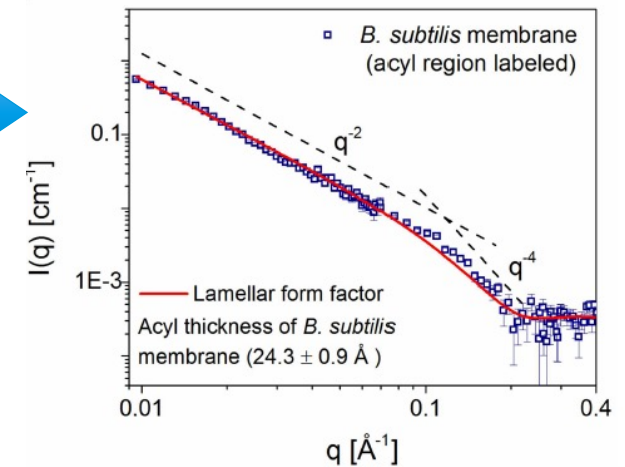 B. subtilis membrane
(acyl region labeled)
0.1
q-2
I(q) [cm-1]
q-4
1E-3
Lamellar form factor
Acyl thickness of B. subtilis
membrane (24.3 ± 0.9 Å )
0.01
0.1
0.4
q [Å-1]